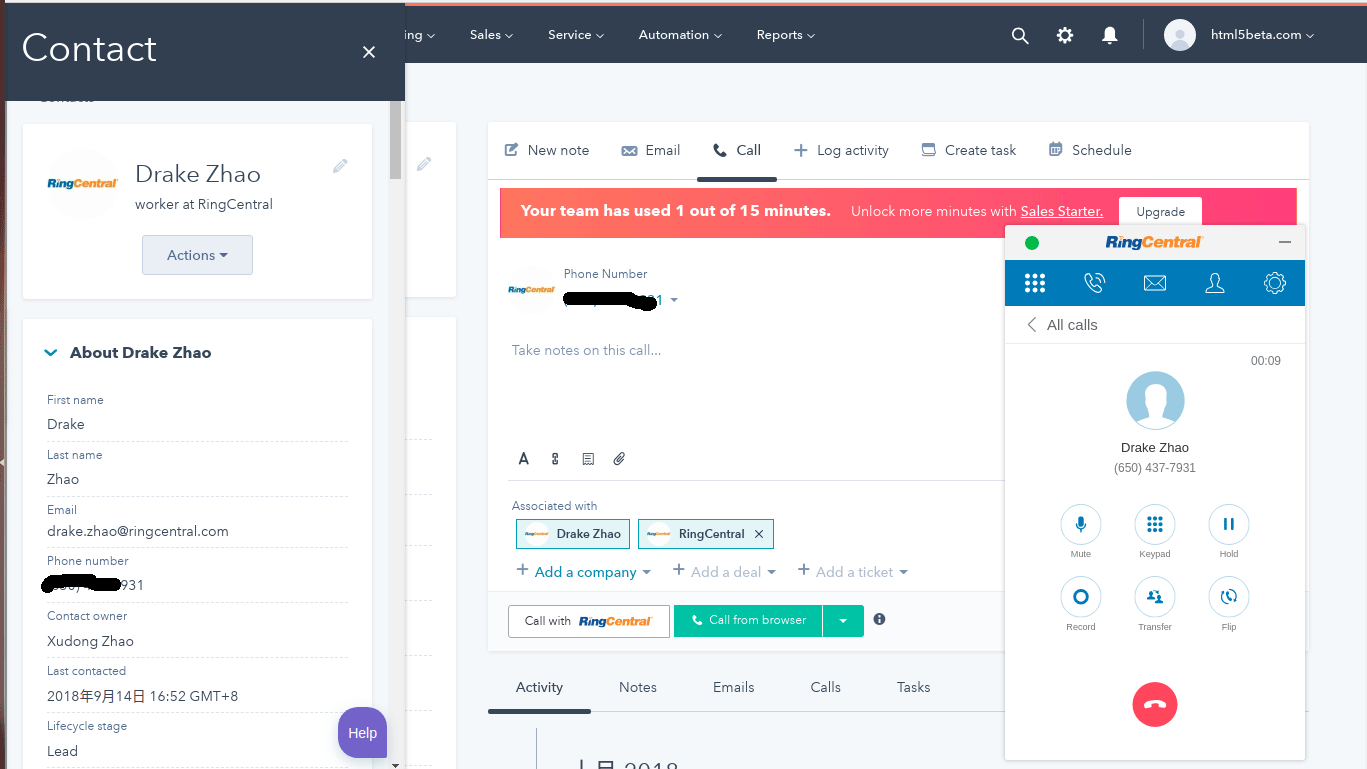 Contact
ing
Sales
Service
Automation
Reports
html5beta.com
RingCentral
Drake Zhao
worker at RingCentral
Actions
About Drake Zhao
First name
Drake
Last name
Zhao
Email
drake.zhao@ringcentral.com
Phone number
931
Contact owner
Xudong Zhao
Last contacted
2018年9月14日 16:52 GMT+8
Lifecycle stage
Lead
Help
New note
Email
Call
Log activity
Create task
Schedule
Your team has used 1 out of 15 minutes.
Unlock more minutes with Sales Starter.
Upgrade
RingCentral
Phone Number
Take notes on this call...
A
Associated with
RingCentral Drake Zhao
RingCentral RingCentral
Add a company
Add a deal
Add a ticket
Call with RingCentral
Call from browser
Activity
Notes
Emails
Calls
Tasks
2018
RingCentral
All calls
00:09
Drake Zhao
(650) 437-7931
Mute
Keypad
Hold
Record
Transfer
Flip